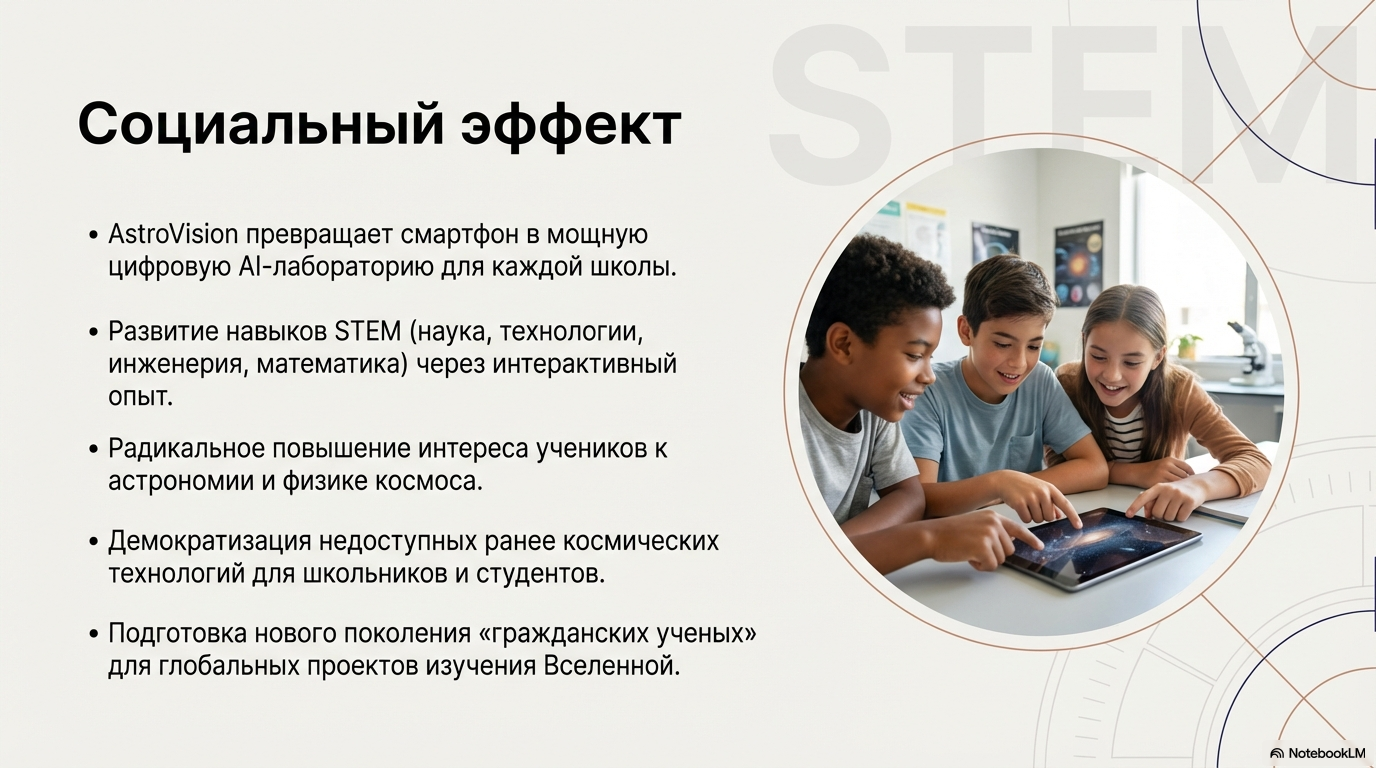 STEM
Социальный эффект
• AstroVision превращает смартфон в мощную
цифровую AI-лабораторию для каждой школы.
• Развитие навыков STEM (наука, технологии,
инженерия, математика) через интерактивный
опыт.
• Радикальное повышение интереса учеников к
астрономии и физике космоса.
• Демократизация недоступных ранее космических
технологий для школьников и студентов.
• Подготовка нового поколения «гражданских ученых»
для глобальных проектов изучения Вселенной.
NotebookLM